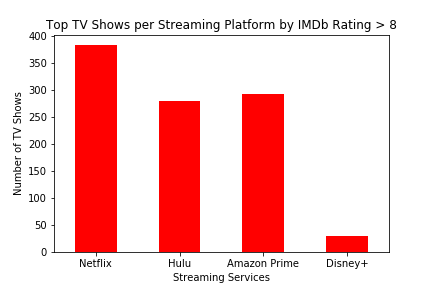 Top TV Shows per Streaming Platform by IMDb Rating > 8
400
350
300
250
200
150
100
50
0
Number of TV Shows
Netflix Hulu Amazon Prime Disney+
Streaming Services